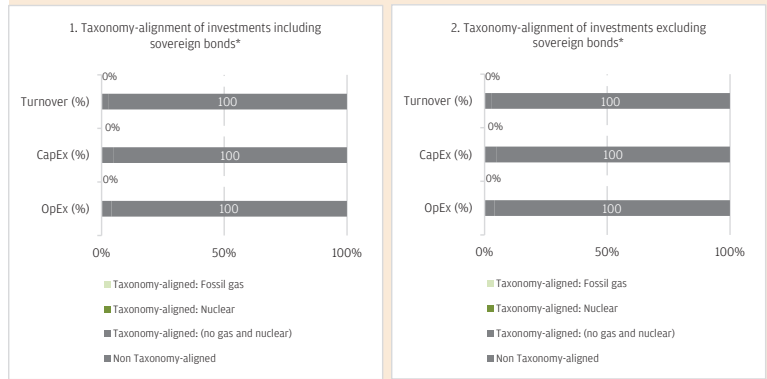 1. Taxonomy-alignment of investments including
sovereign bonds*
0%
Turnover (%)
100
0%
CapEx (%)
100
0%
OpEx (%)
100
0%
50%
100%
Taxonomy-aligned: Fossil gas
Taxonomy-aligned: Nuclear
Taxonomy-aligned: (no gas and nuclear)
Non Taxonomy-aligned
2. Taxonomy-alignment of investments excluding
sovereign bonds*
0%
Turnover (%)
100
0%
CapEx (%)
100
0%
OpEx (%)
100
0%
50%
100%
Taxonomy-aligned: Fossil gas
Taxonomy-aligned: Nuclear
Taxonomy-aligned: (no gas and nuclear)
Non Taxonomy-aligned